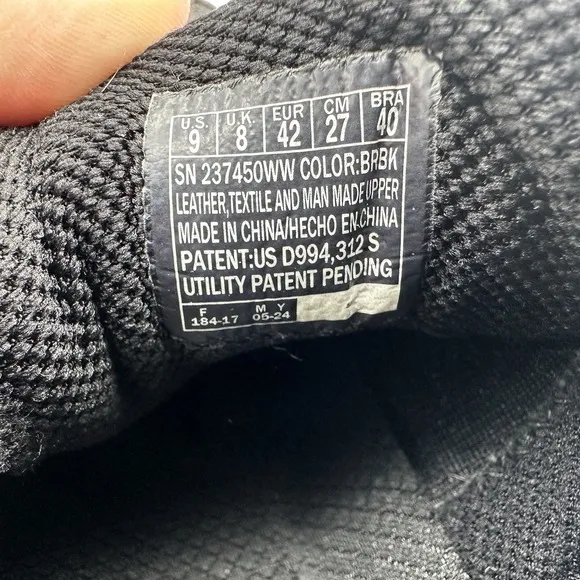 U.S. U.K. EUR CM BRA
9 8 42 27 40
SN 237450WW COLOR:BRBK
LEATHER,TEXTILE AND MAN MADE UPPER
MADE IN CHINA/HECHO EN CHINA
PATENT:US D994,312 S
UTILITY PATENT PENDING
F M Y
184-17 05-24